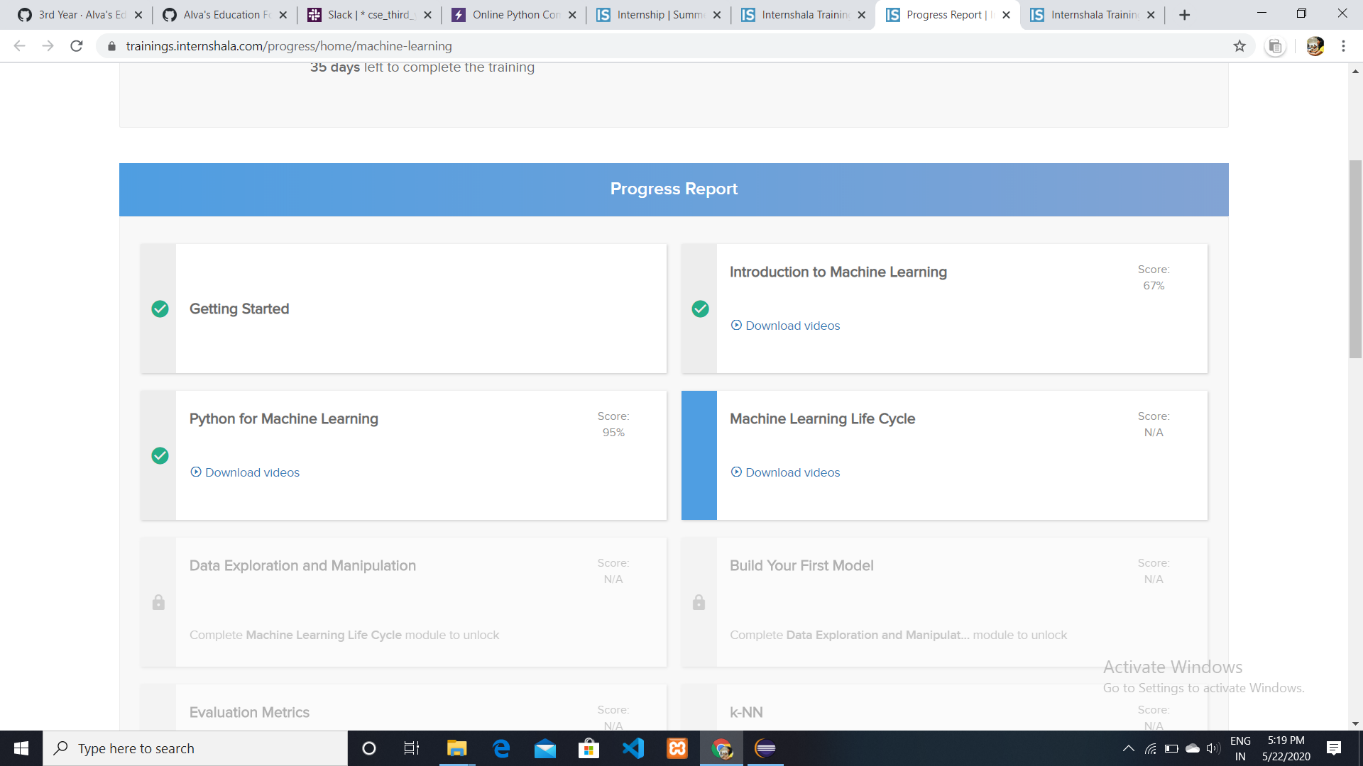 3rd Year · Alva's Ed
Alva's Education Fo
Slack | * cse_third_
Online Python Com
Internship | Summe
Internshala Training
Progress Report | I
Internshala Training
trainings.internshala.com/progress/home/machine-learning
35 days left to complete the training
Progress Report
Getting Started
Introduction to Machine Learning
Score:
67%
Download videos
Python for Machine Learning
Score:
95%
Download videos
Machine Learning Life Cycle
Score:
N/A
Download videos
Data Exploration and Manipulation
Score:
N/A
Complete Machine Learning Life Cycle module to unlock
Build Your First Model
Score:
N/A
Complete Data Exploration and Manipulat... module to unlock
Evaluation Metrics
Score:
N/A
k-NN
Score:
N/A
Activate Windows
Go to Settings to activate Windows.
Type here to search
ENG
IN
5:19 PM
5/22/2020